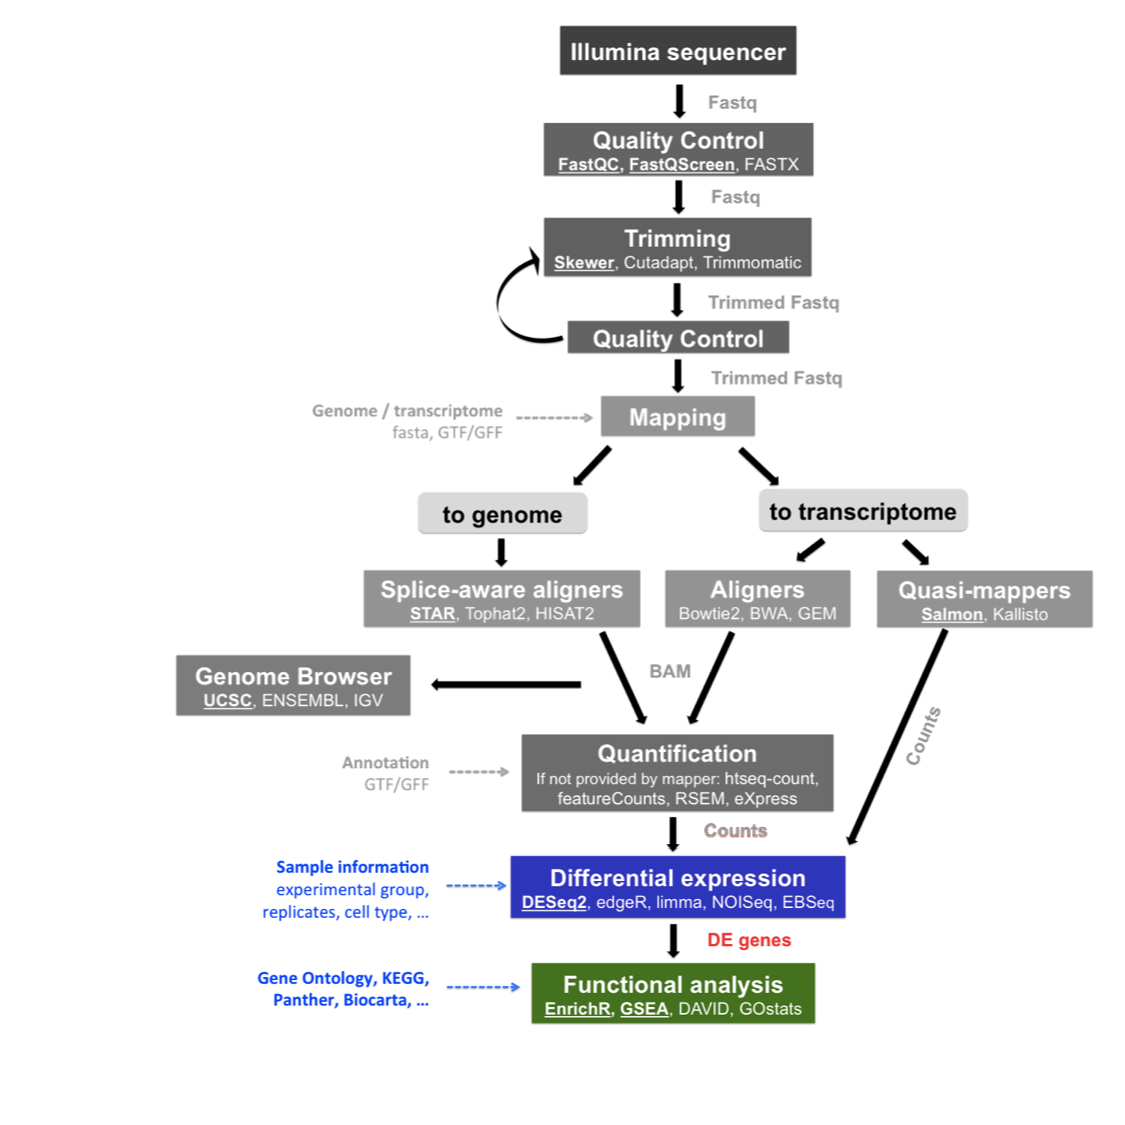 Illumina sequencer
Fastq
Quality Control
FastQC, FastQScreen, FASTX
Fastq
Trimming
Skewer, Cutadapt, Trimmomatic
Trimmed Fastq
Quality Control
Trimmed Fastq
Genome / transcriptome
fasta, GTF/GFF
Mapping
to genome
to transcriptome
Splice-aware aligners
STAR, Tophat2, HISAT2
Aligners
Bowtie2, BWA, GEM
Quasi-mappers
Salmon, Kallisto
Genome Browser
UCSC, ENSEMBL, IGV
BAM
Counts
Annotation
GTF/GFF
Quantification
If not provided by mapper: htseq-count,
featureCounts, RSEM, eXpress
Counts
Sample information
experimental group,
replicates, cell type, ...
Differential expression
DESeq2, edgeR, limma, NOISeq, EBSeq
DE genes
Gene Ontology, KEGG,
Panther, Biocarta, ...
Functional analysis
EnrichR, GSEA, DAVID, GOstats